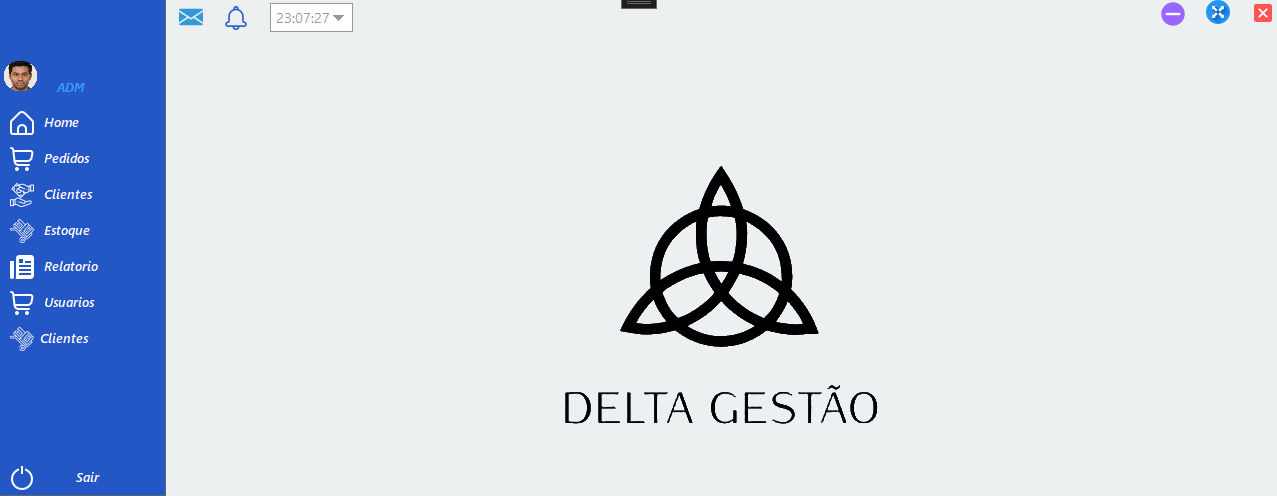 23:07:27
ADM
Home
Pedidos
Clientes
Estoque
Relatorio
Usuarios
Clientes
Sair
DELTA GESTÃO